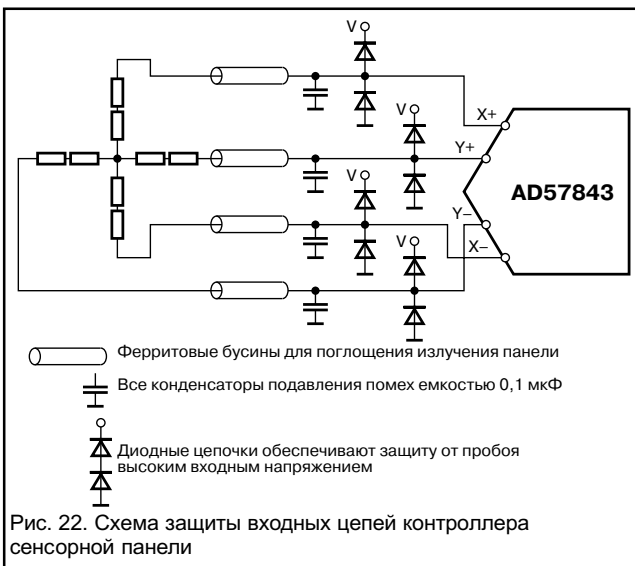 V
X+
V
Y+
AD57843
V
Y–
X–
V
Ферритовые бусины для поглощения излучения панели
Все конденсаторы подавления помех емкостью 0,1 мкФ
Диодные цепочки обеспечивают защиту от пробоя
высоким входным напряжением
Рис. 22. Схема защиты входных цепей контроллера
сенсорной панели